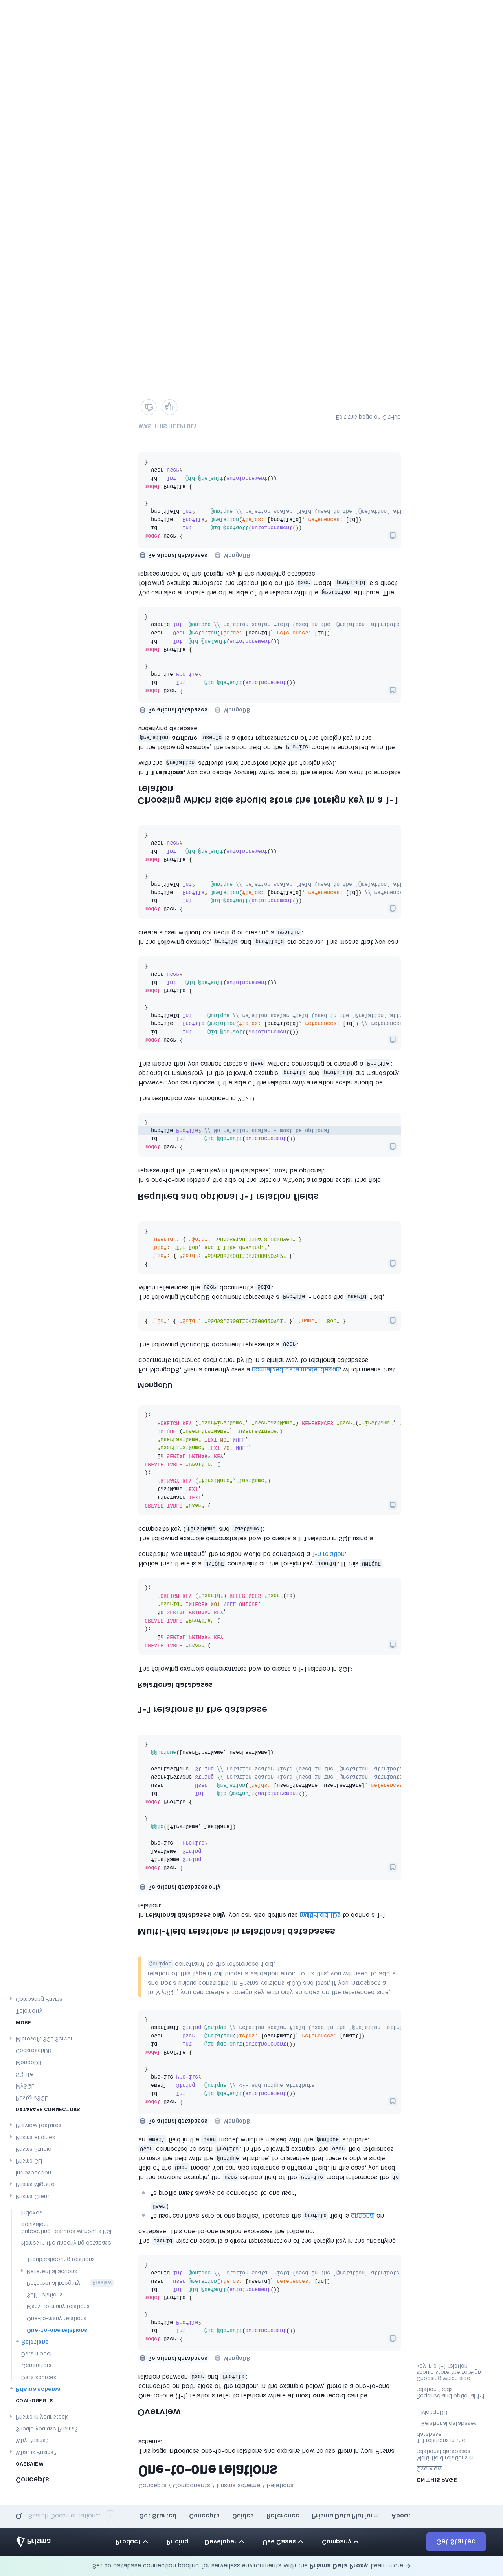 Set up database connection pooling for serverless environments with the Prisma Data Proxy. Learn more →
Prisma
Product
Pricing
Developer
Use Cases
Company
Get Started
Search Documentation...
Get Started
Concepts
Guides
Reference
Prisma Data Platform
About
Concepts
OVERVIEW
What is Prisma?
Why Prisma?
Should you use Prisma?
Prisma in your stack
COMPONENTS
Prisma schema
Data sources
Generators
Data model
Relations
One-to-one relations
One-to-many relations
Many-to-many relations
Self-relations
Referential integrity
Preview
Referential actions
Troubleshooting relations
Names in the underlying database
Supporting features without a PSL
equivalent
Indexes
Prisma Client
Prisma Migrate
Introspection
Prisma CLI
Prisma Studio
Prisma engines
Preview features
DATABASE CONNECTIONS
PostgreSQL
MySQL
SQLite
MongoDB
CockroachDB
Microsoft SQL Server
MORE
Telemetry
Comparing Prisma
Concepts / Components / Prisma schema / Relations
One-to-one relations
This page introduces one-to-one relations and explains how to use them in your Prisma
schema.
Overview
One-to-one (1-1) relations refer to relations where at most one record can be
connected on both sides of the relation. In the example below, there is a one-to-one
relation between User and Profile:
Relational databases
MongoDB
model User {
id      Int      @id @default(autoincrement())
profile Profile?
}
model Profile {
id     Int  @id @default(autoincrement())
user   User @relation(fields: [userId], references: [id])
userId Int  @unique // relation scalar field (used in the `@relation` attribute
}
The userId relation scalar is a direct representation of the foreign key in the underlying
database. This one-to-one relation expresses the following:
"a user can have zero or one profiles" (because the profile field is optional on
User)
"a profile must always be connected to one user"
In the previous example, the user relation field of the Profile model references the id
field of the User model. You can also reference a different field. In this case, you need
to mark the field with the @unique attribute, to guarantee that there is only a single
User connected to each Profile. In the following example, the user field references
an email field in the User model, which is marked with the @unique attribute:
Relational databases
MongoDB
model User {
id      Int      @id @default(autoincrement())
email   String   @unique // <-- add unique attribute
profile Profile?
}
model Profile {
id        Int    @id @default(autoincrement())
user      User   @relation(fields: [userEmail], references: [email])
userEmail String @unique // relation scalar field (used in the `@relation` attr
}
In MySQL, you can create a foreign key with only an index on the referenced side,
and not a unique constraint. In Prisma versions 4.0.0 and later, if you introspect a
relation of this type it will trigger a validation error. To fix this, you will need to add a
@unique constraint to the referenced field.
Multi-field relations in relational databases
In relational databases only, you can also define use multi-field IDs to define a 1-1
relation:
Relational databases only
model User {
firstName String
lastName  String
profile   Profile?
@@id([firstName, lastName])
}
model Profile {
id            Int    @id @default(autoincrement())
user          User   @relation(fields: [userFirstName, userLastName], references
userFirstName String // relation scalar field (used in the `@relation` attribute
userLastName  String // relation scalar field (used in the `@relation` attribute
@@unique([userFirstName, userLastName])
}
1-1 relations in the database
Relational databases
The following example demonstrates how to create a 1-1 relation in SQL:
CREATE TABLE "User" (
id SERIAL PRIMARY KEY
);
CREATE TABLE "Profile" (
id SERIAL PRIMARY KEY,
"userId" INTEGER NOT NULL UNIQUE,
FOREIGN KEY ("userId") REFERENCES "User"(id)
);
Notice that there is a UNIQUE constraint on the foreign key userId. If this UNIQUE
constraint was missing, the relation would be considered a 1-n relation.
The following example demonstrates how to create a 1-1 relation in SQL using a
composite key (firstName and lastName):
CREATE TABLE "User" (
firstName TEXT,
lastName TEXT,
PRIMARY KEY ("firstName","lastName")
);
CREATE TABLE "Profile" (
id SERIAL PRIMARY KEY,
"userFirstName" TEXT NOT NULL,
"userLastName" TEXT NOT NULL,
UNIQUE ("userFirstName", "userLastName")
FOREIGN KEY ("userFirstName", "userLastName") REFERENCES "User"("firstName",
);
MongoDB
For MongoDB, Prisma currently uses a normalized data model design, which means that
documents reference each other by ID in a similar way to relational databases.
The following MongoDB document represents a User:
The following MongoDB document represents a Profile - notice the userId field,
which references the User document's $oid:
Required and optional 1-1 relation fields
In a one-to-one relation, the side of the relation without a relation scalar (the field
representing the foreign key in the database) must be optional:
model User {
id      Int      @id @default(autoincrement())
profile Profile? // No relation scalar - must be optional
}
This restriction was introduced in 2.12.0.
However, you can choose if the side of the relation with a relation scalar should be
optional or mandatory. In the following example, profile and profileId are mandatory.
This means that you cannot create a User without connecting or creating a Profile:
model User {
id        Int     @id @default(autoincrement())
profile   Profile @relation(fields: [profileId], references: [id]) // references
profileId Int     @unique // relation scalar field (used in the `@relation` attr
}
model Profile {
id   Int   @id @default(autoincrement())
user User?
}
In the following example, profile and profileId are optional. This means that you can
create a user without connecting or creating a Profile:
model User {
id        Int      @id @default(autoincrement())
profile   Profile? @relation(fields: [profileId], references: [id]) // reference
profileId Int?     @unique // relation scalar field (used in the `@relation` att
}
model Profile {
id   Int   @id @default(autoincrement())
user User?
}
Choosing which side should store the foreign key in a 1-1
relation
In 1-1 relations, you can decide yourself which side of the relation you want to annotate
with the @relation attribute (and therefore holds the foreign key).
In the following example, the relation field on the Profile model is annotated with the
@relation attribute. userId is a direct representation of the foreign key in the
underlying database:
Relational databases
MongoDB
model User {
id      Int      @id @default(autoincrement())
profile Profile?
}
model Profile {
id     Int  @id @default(autoincrement())
user   User @relation(fields: [userId], references: [id])
userId Int  @unique // relation scalar field (used in the `@relation` attribute
}
You can also annotate the other side of the relation with the @relation attribute. The
following example annotates the relation field on the User model. profileId is a direct
representation of the foreign key in the underlying database:
Relational databases
MongoDB
model User {
id        Int      @id @default(autoincrement())
profile   Profile? @relation(fields: [profileId], references: [id])
profileId Int?     @unique // relation scalar field (used in the `@relation` att
}
model Profile {
id   Int   @id @default(autoincrement())
user User?
}
WAS THIS HELPFUL?
Edit this page on GitHub
ON THIS PAGE
Overview
Multi-field relations in
relational databases
1-1 relations in the
database
Relational databases
MongoDB
Required and optional 1-1
relation fields
Choosing which side
should store the foreign
key in a 1-1 relation